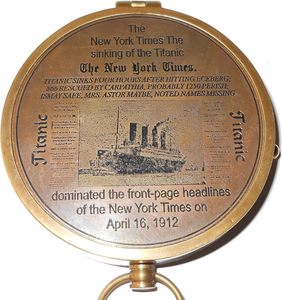 The
New York Times The
sinking of the Titanic
The New York Times.
TITANIC SINKS FOUR HOURS AFTER HITTING ICEBERG;
866 RESCUED BY CARPATHIA, PROBABLY 1250 PERISH;
ISMAY SAFE, MRS. ASTOR MAYBE, NOTED NAMES MISSING
Titanic
Titanic
dominated the front-page headlines
of the New York Times on
April 16, 1912